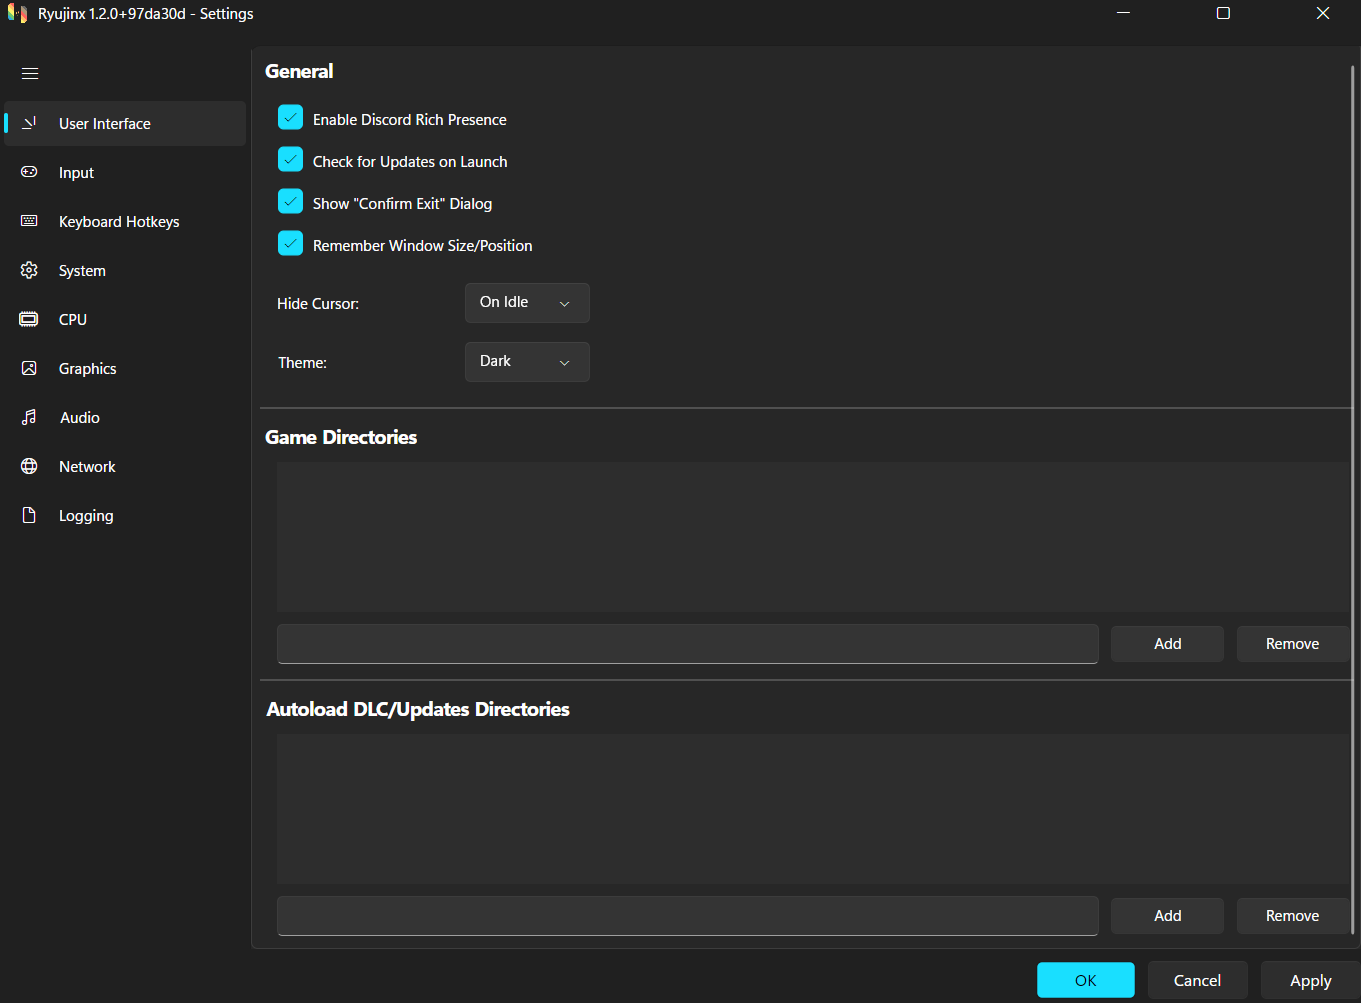 Ryujinx 1.2.0+97da30d - Settings
User Interface
Input
Keyboard Hotkeys
System
CPU
Graphics
Audio
Network
Logging
General
Enable Discord Rich Presence
Check for Updates on Launch
Show "Confirm Exit" Dialog
Remember Window Size/Position
Hide Cursor: On Idle
Theme: Dark
Game Directories
Add Remove
Autoload DLC/Updates Directories
Add Remove
OK Cancel Apply